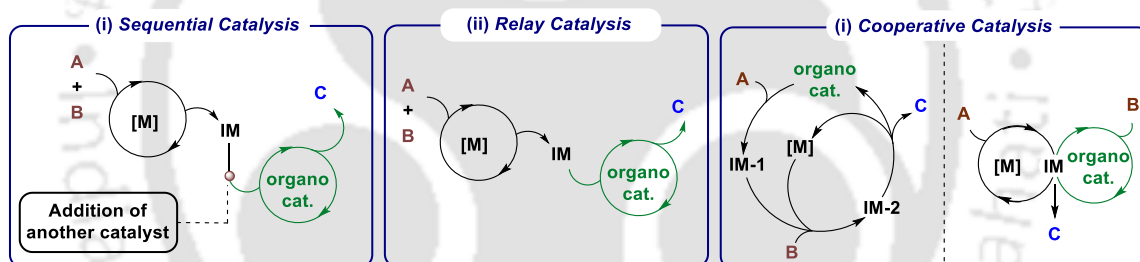 (i) Sequential Catalysis
A
+
B
[M]
IM
C
organo
cat.
Addition of
another catalyst
(ii) Relay Catalysis
A
+
B
[M]
IM
C
organo
cat.
(i) Cooperative Catalysis
A
organo
cat.
C
IM-1
[M]
IM-2
B
A
B
[M]
IM
organo
cat.
C